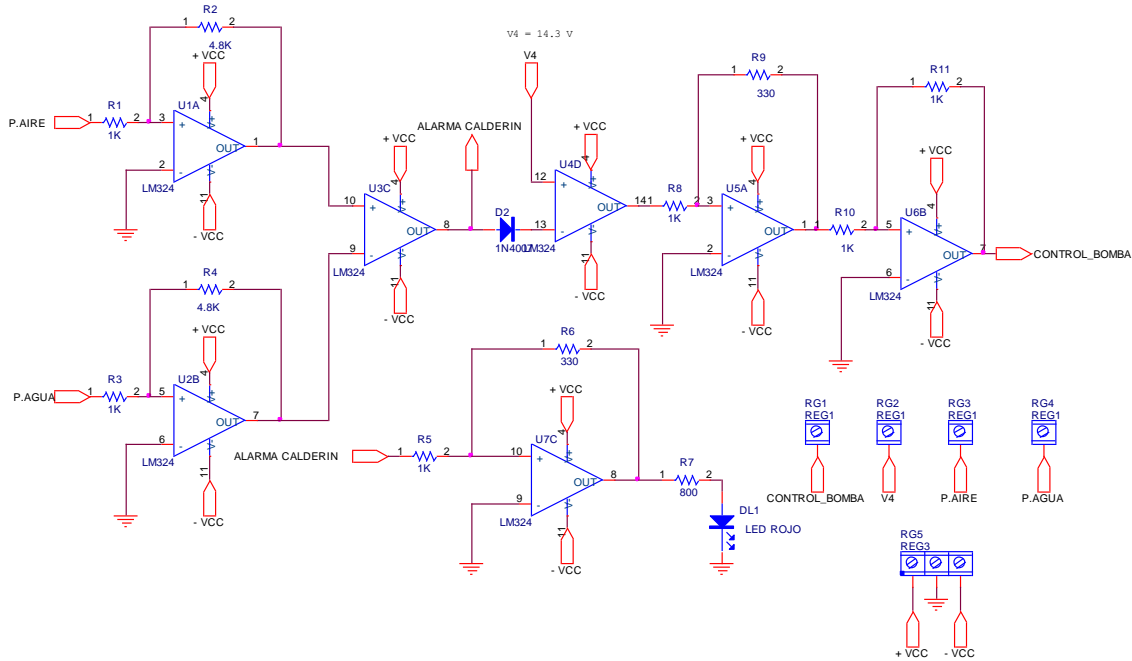 R2
1 2
4.8K
+ VCC
4
R1
U1A
P.AIRE
1 2 3
1K
+
V+
OUT
1
2
-
V-
LM324
11
- VCC
V4 = 14.3 V
V4
ALARMA CALDERIN
+ VCC
4
U3C
10
+
V+
OUT
8
9
-
V-
LM324
11
- VCC
D2
1N4007
+ VCC
4
U4D
12
+
V+
OUT
14
13
-
V-
LM324
11
- VCC
R9
1 2
330
R8
1 2
1K
+ VCC
4
U5A
3
+
V+
OUT
1
2
-
V-
LM324
11
- VCC
R11
1 2
1K
R10
1 2
1K
+ VCC
4
U6B
5
+
V+
OUT
7
CONTROL_BOMBA
6
-
V-
LM324
11
- VCC
R4
1 2
4.8K
+ VCC
4
R3
U2B
P.AGUA
1 2 5
1K
+
V+
OUT
7
6
-
V-
LM324
11
- VCC
R6
1 2
330
+ VCC
4
R5
U7C
ALARMA CALDERIN
1 2 10
1K
+
V+
OUT
8
9
-
V-
LM324
11
- VCC
R7
1 2
800
DL1
LED ROJO
RG1
REG1
CONTROL_BOMBA
RG2
REG1
V4
RG3
REG1
P.AIRE
RG4
REG1
P.AGUA
RG5
REG3
+ VCC
- VCC